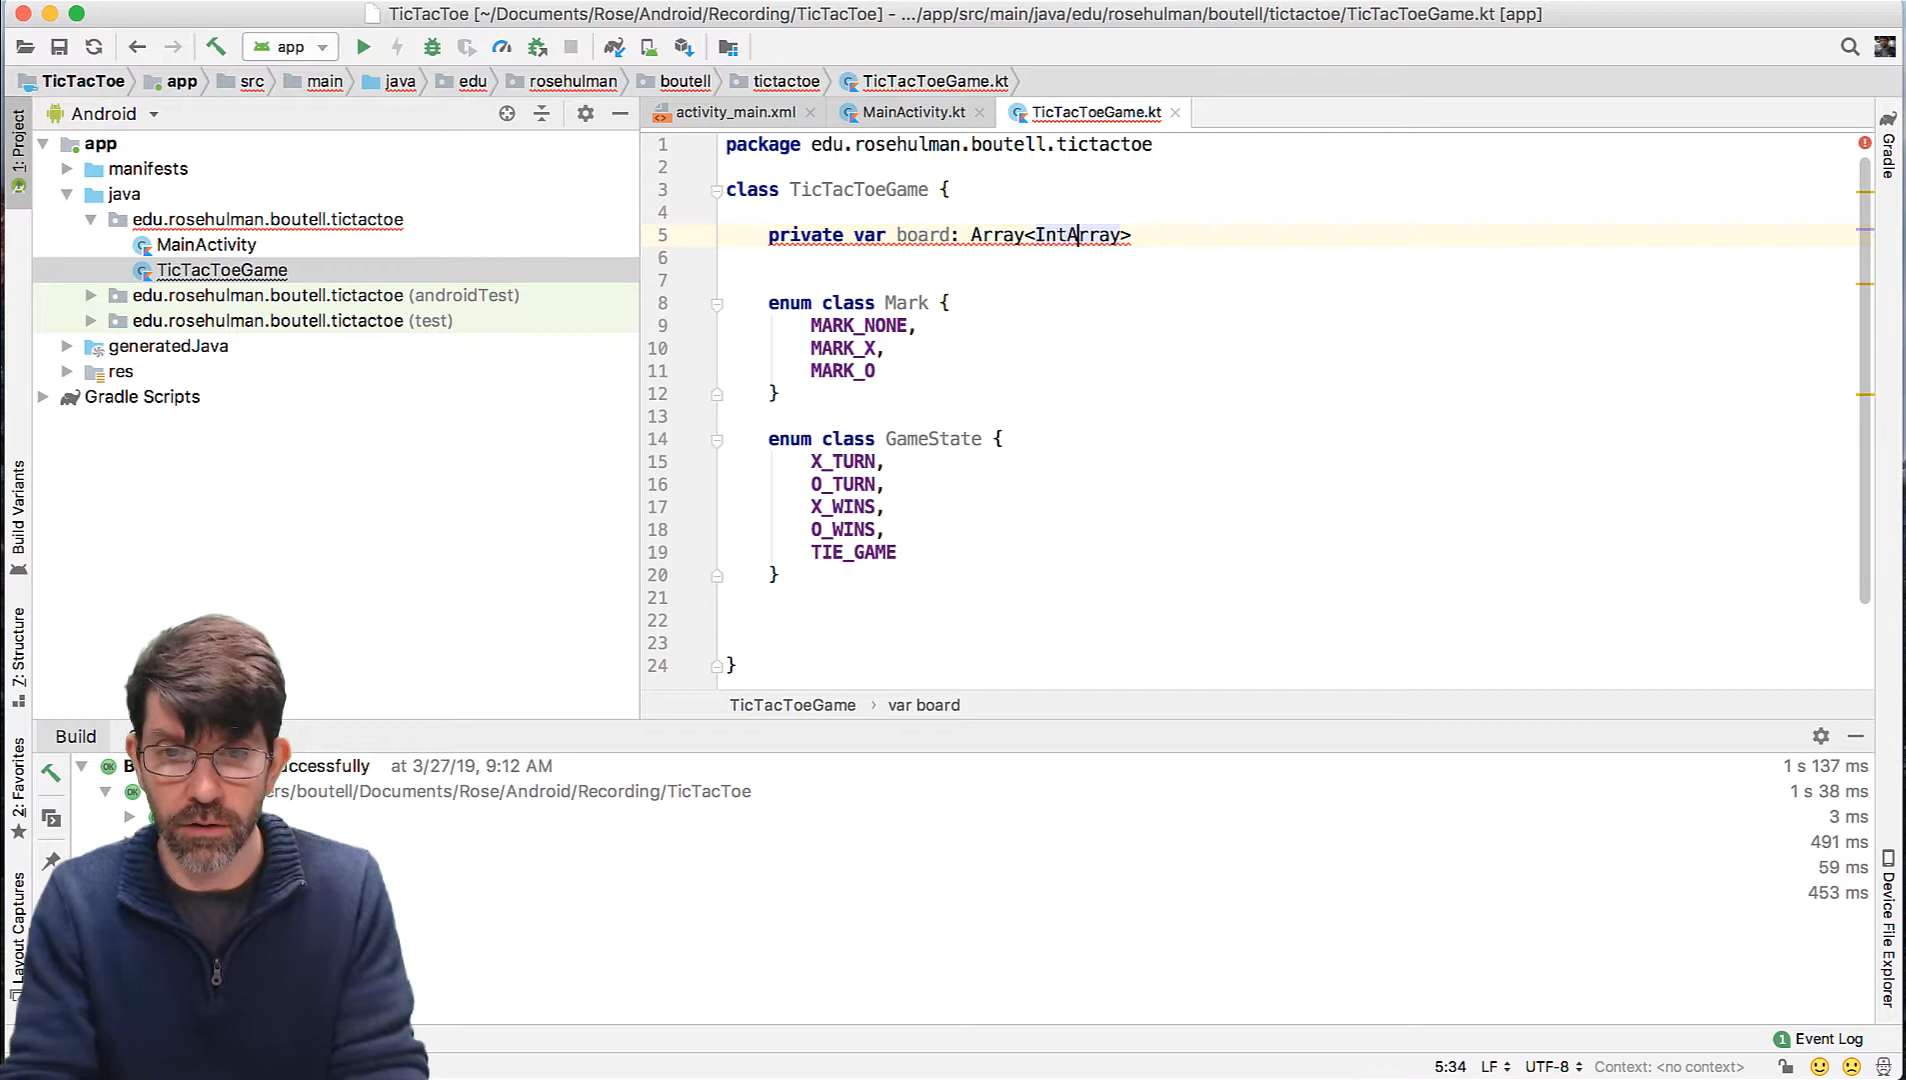 TicTacToe [~/Documents/Rose/Android/Recording/TicTacToe] - .../app/src/main/java/edu/rosehulman/boutell/tictactoe/TicTacToeGame.kt [app]
app
TicTacToe app src main java edu rosehulman boutell tictactoe TicTacToeGame.kt
Android
activity_main.xml MainActivity.kt TicTacToeGame.kt
1: Project
Build Variants
7: Structure
2: Favorites
Layout Captures
app
manifests
java
edu.rosehulman.boutell.tictactoe
MainActivity
TicTacToeGame
edu.rosehulman.boutell.tictactoe (androidTest)
edu.rosehulman.boutell.tictactoe (test)
generatedJava
res
Gradle Scripts
1 package edu.rosehulman.boutell.tictactoe
2
3 class TicTacToeGame {
4
5 private var board: Array<IntArray>
6
7
8 enum class Mark {
9 MARK_NONE,
10 MARK_X,
11 MARK_O
12 }
13
14 enum class GameState {
15 X_TURN,
16 O_TURN,
17 X_WINS,
18 O_WINS,
19 TIE_GAME
20 }
21
22
23
24 }
TicTacToeGame › var board
Gradle
Device File Explorer
Build
uccessfully at 3/27/19, 9:12 AM 1 s 137 ms
ers/boutell/Documents/Rose/Android/Recording/TicTacToe 1 s 38 ms
3 ms
491 ms
59 ms
453 ms
1 Event Log
5:34 LF UTF-8 Context: <no context>